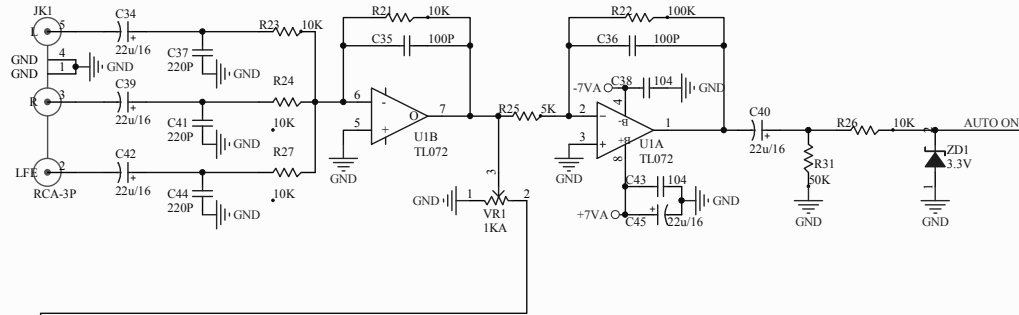 JK1
L
5
GND
4
GND
1
GND
R
3
LFE
2
RCA-3P
C34
22u/16
+
C37
220P
GND
R23
10K
C39
22u/16
+
C41
220P
GND
R24
10K
C42
22u/16
+
C44
220P
GND
R27
10K
R21
10K
C35
100P
6
-
5
+
O
7
U1B
TL072
GND
GND
1
3
2
VR1
1KA
R25
5K
R22
100K
C36
100P
-7VA
C38
104
GND
4
B-
2
-
3
+
1
B+
8
U1A
TL072
GND
C43
104
+7VA
C45
+
22u/16
GND
C40
+
22u/16
R31
50K
GND
R26
10K
AUTO ON
2
ZD1
3.3V
1
GND